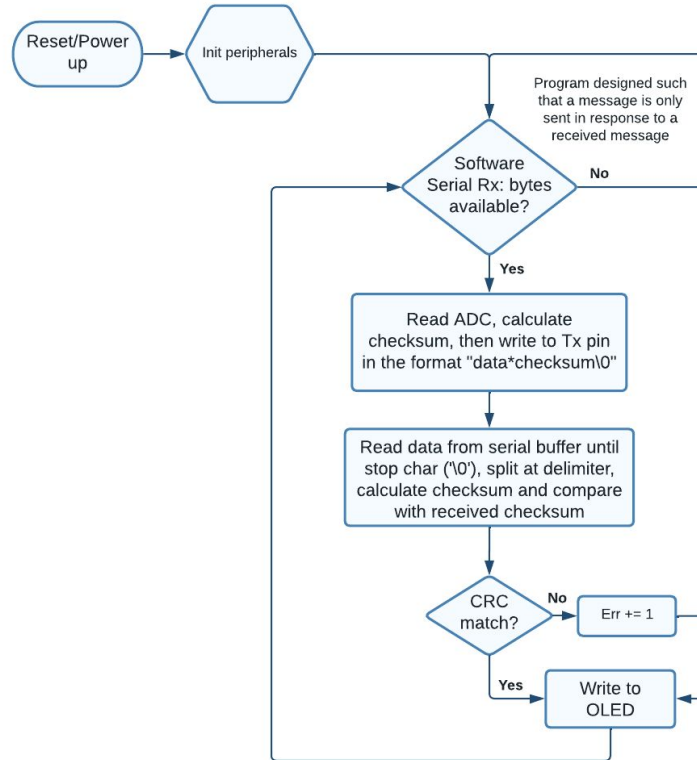 Reset/Power
up
Init peripherals
Program designed such
that a message is only
sent in response to a
received message
Software
Serial Rx: bytes
available?
No
Yes
Read ADC, calculate
checksum, then write to Tx pin
in the format "data*checksum\0"
Read data from serial buffer until
stop char ('\0'), split at delimiter,
calculate checksum and compare
with received checksum
CRC
match?
No
Err += 1
Yes
Write to
OLED